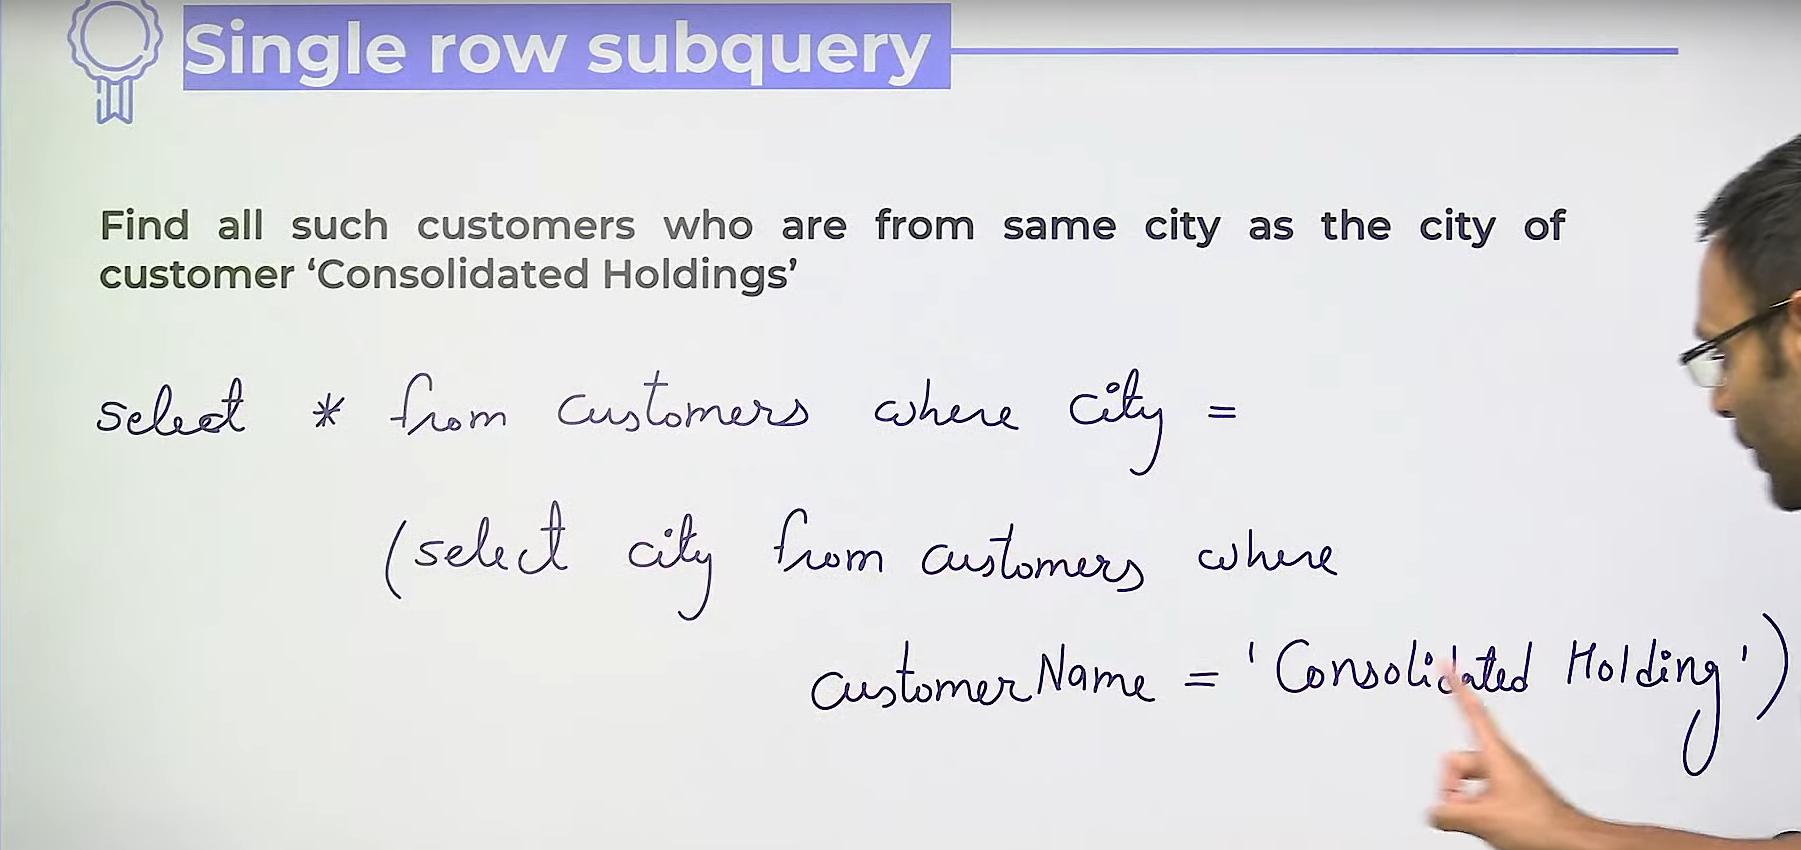 Single row subquery
Find all such customers who are from same city as the city of
customer ‘Consolidated Holdings’
select * from customers where city =
(select city from customers where
customerName = 'Consolidated Holding')